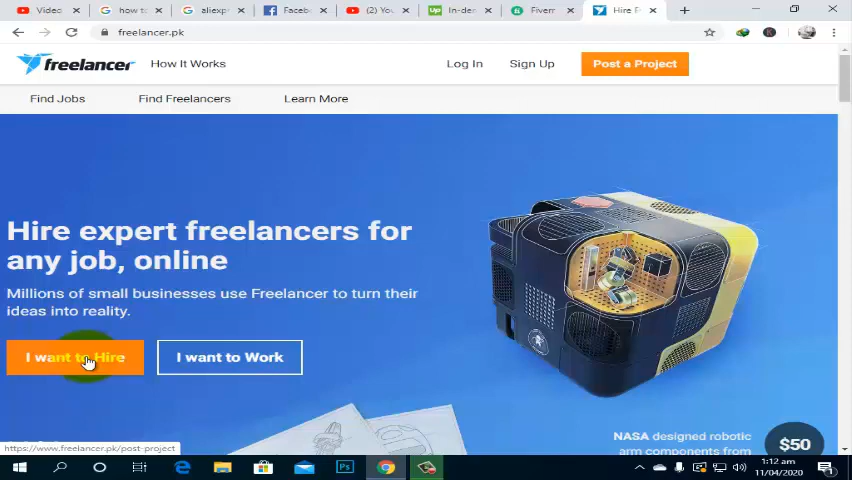 Video
how to
aliexp
Faceb
(2) You
In-der
Fiverr
Hire F
freelancer.pk
freelancer
How It Works
Log In
Sign Up
Post a Project
Find Jobs
Find Freelancers
Learn More
Hire expert freelancers for
any job, online
Millions of small businesses use Freelancer to turn their
ideas into reality.
I want to Hire
I want to Work
NASA designed robotic
arm components from
$50
https://www.freelancer.pk/post-project
1:12 am
11/04/2020